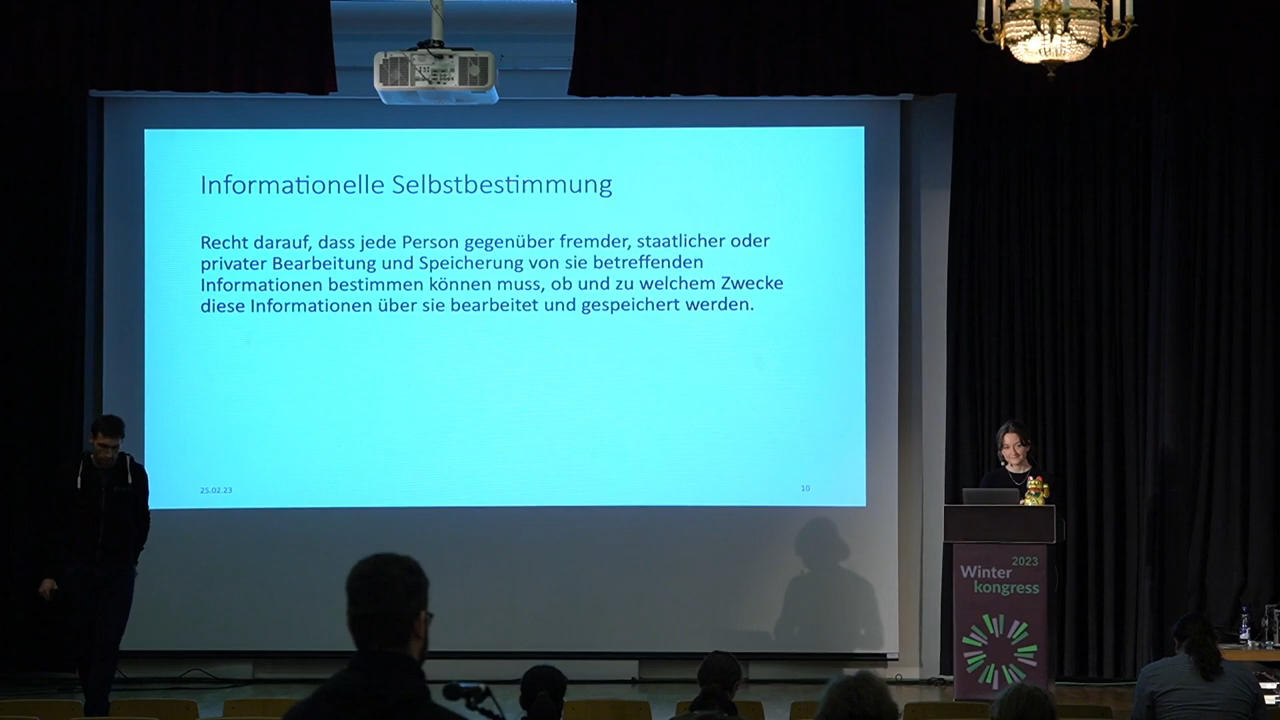 Informationelle Selbstbestimmung
Recht darauf, dass jede Person gegenüber fremder, staatlicher oder
privater Bearbeitung und Speicherung von sie betreffenden
Informationen bestimmen können muss, ob und zu welchem Zwecke
diese Informationen über sie bearbeitet und gespeichert werden.
25.02.23
10
2023
Winter
kongress